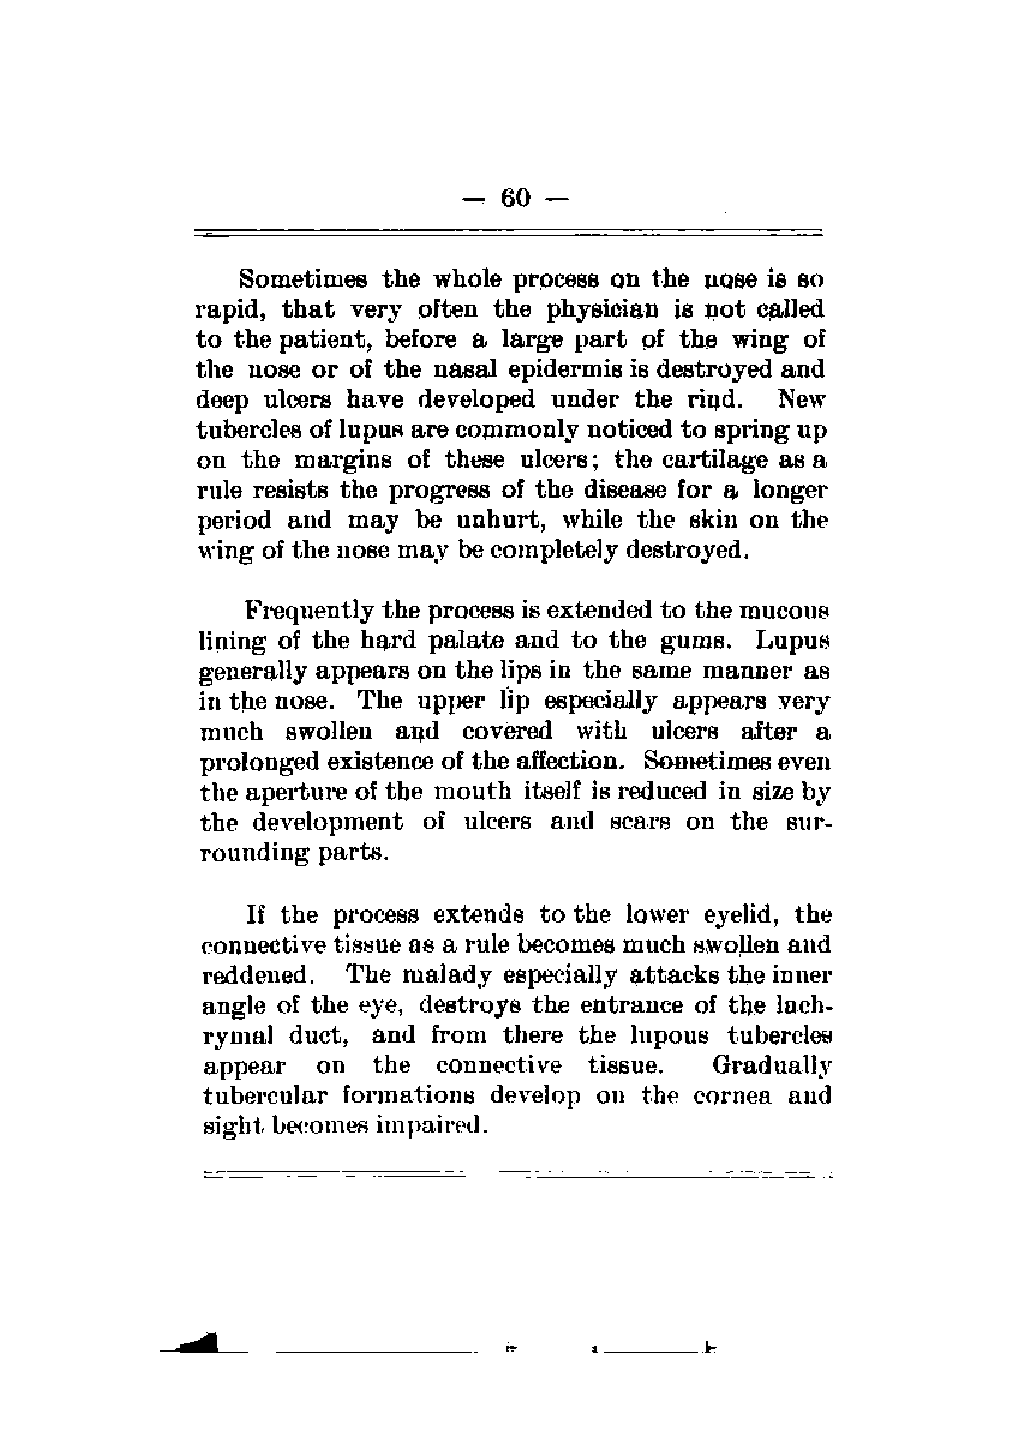 — 60 —
Sometimes the whole process on the nose is so
rapid, that very often the physician is not called
to the patient, before a large part of the wing of
the nose or of the nasal epidermis is destroyed and
deep ulcers have developed under the rind. New
tubercles of lupus are commonly noticed to spring up
on the margins of these ulcers; the cartilage as a
rule resists the progress of the disease for a longer
period and may be unhurt, while the skin on the
wing of the nose may be completely destroyed.
Frequently the process is extended to the mucous
lining of the hard palate and to the gums. Lupus
generally appears on the lips in the same manner as
in the nose. The upper lip especially appears very
much swollen and covered with ulcers after a
prolonged existence of the affection. Sometimes even
the aperture of the mouth itself is reduced in size by
the development of ulcers and scars on the sur-
rounding parts.
If the process extends to the lower eyelid, the
connective tissue as a rule becomes much swollen and
reddened. The malady especially attacks the inner
angle of the eye, destroys the entrance of the lach-
rymal duct, and from there the lupous tubercles
appear on the connective tissue. Gradually
tubercular formations develop on the cornea and
sight becomes impaired.